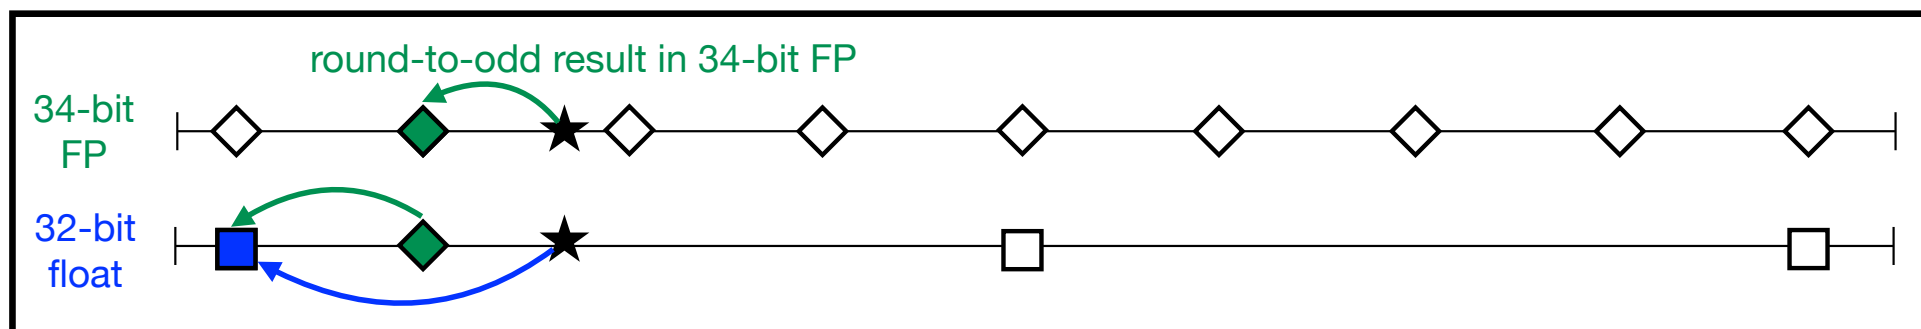 round-to-odd result in 34-bit FP
34-bit
FP
32-bit
float